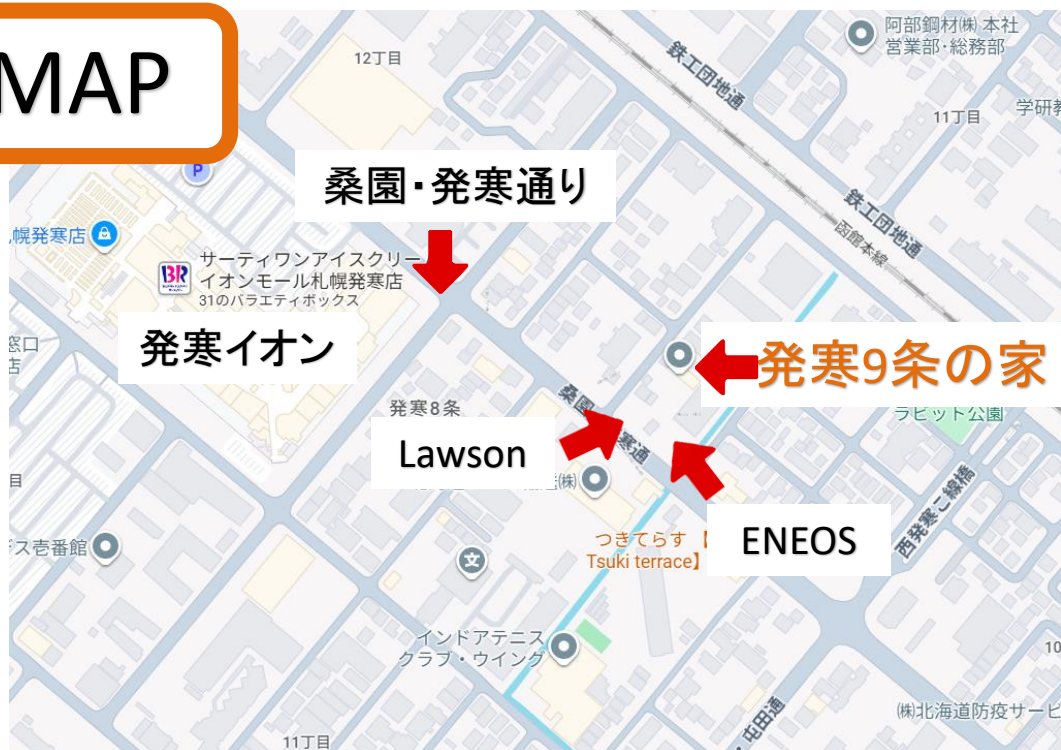 MAP
12丁目
阿部鋼材㈱ 本社
営業部・総務部
鉄工団地通
11丁目
学研教
P
桑園・発寒通り
鉄工団地通
函館本線
幌発寒店
サーティワンアイスクリー
イオンモール札幌発寒店
31のバラエティボックス
BR
発寒イオン
窓口
店
発寒9条の家
ラビット公園
発寒8条
桑園
寒通
Lawson
㈱
西発寒こ線橋
目
ENEOS
つきてらす 【
Tsuki terrace】
ス壱番館
文
インドアテニス
クラブ・ウイング
10
㈱北海道防疫サービ
・屯田通
11丁目